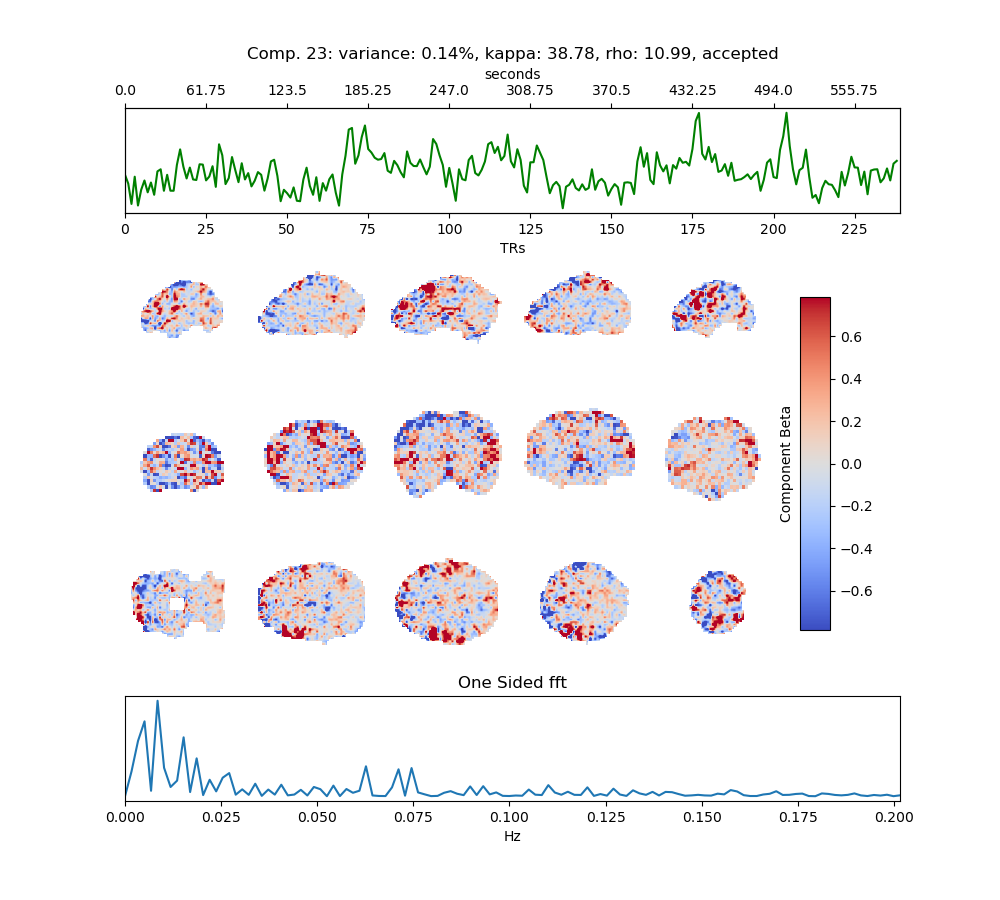 Comp. 23: variance: 0.14%, kappa: 38.78, rho: 10.99, accepted
seconds
0.0 61.75 123.5 185.25 247.0 308.75 370.5 432.25 494.0 555.75
0 25 50 75 100 125 150 175 200 225
TRs
0.6
0.4
0.2
0.0
−0.2
−0.4
−0.6
Component Beta
One Sided fft
0.000 0.025 0.050 0.075 0.100 0.125 0.150 0.175 0.200
Hz